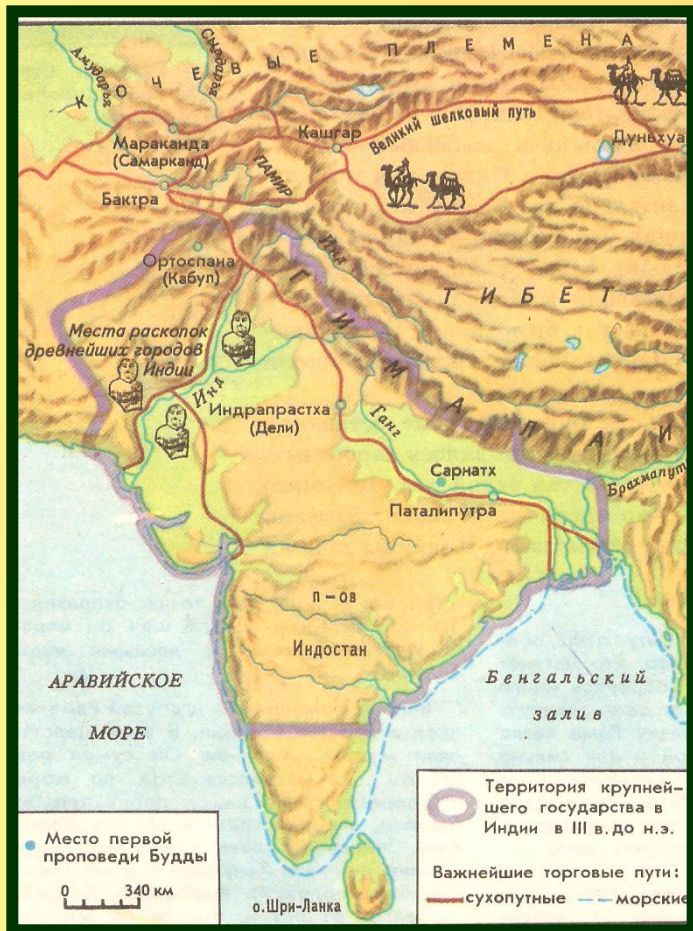 КОЧЕВЫЕ ПЛЕМЕНА
Амударья
Сырдарья
Великий шелковый путь
Мараканда
(Самарканд)
Кашгар
Дуньхуа
ПАМИР
Бактра
Ортоспана
(Кабул)
Инд
ТИБЕТ
ГИМАЛАИ
Места раскопок
древнейших городов
Индии
Инд
Индрапрастха
(Дели)
Ганг
Сарнатх
Паталипутра
Брахмапут
п-ов
Индостан
АРАВИЙСКОЕ
МОРЕ
Бенгальский
залив
о.Шри-Ланка
Место первой
проповеди Будды
0 340 км
Территория крупней-
шего государства в
Индии в III в. до н.э.
Важнейшие торговые пути:
сухопутные морские